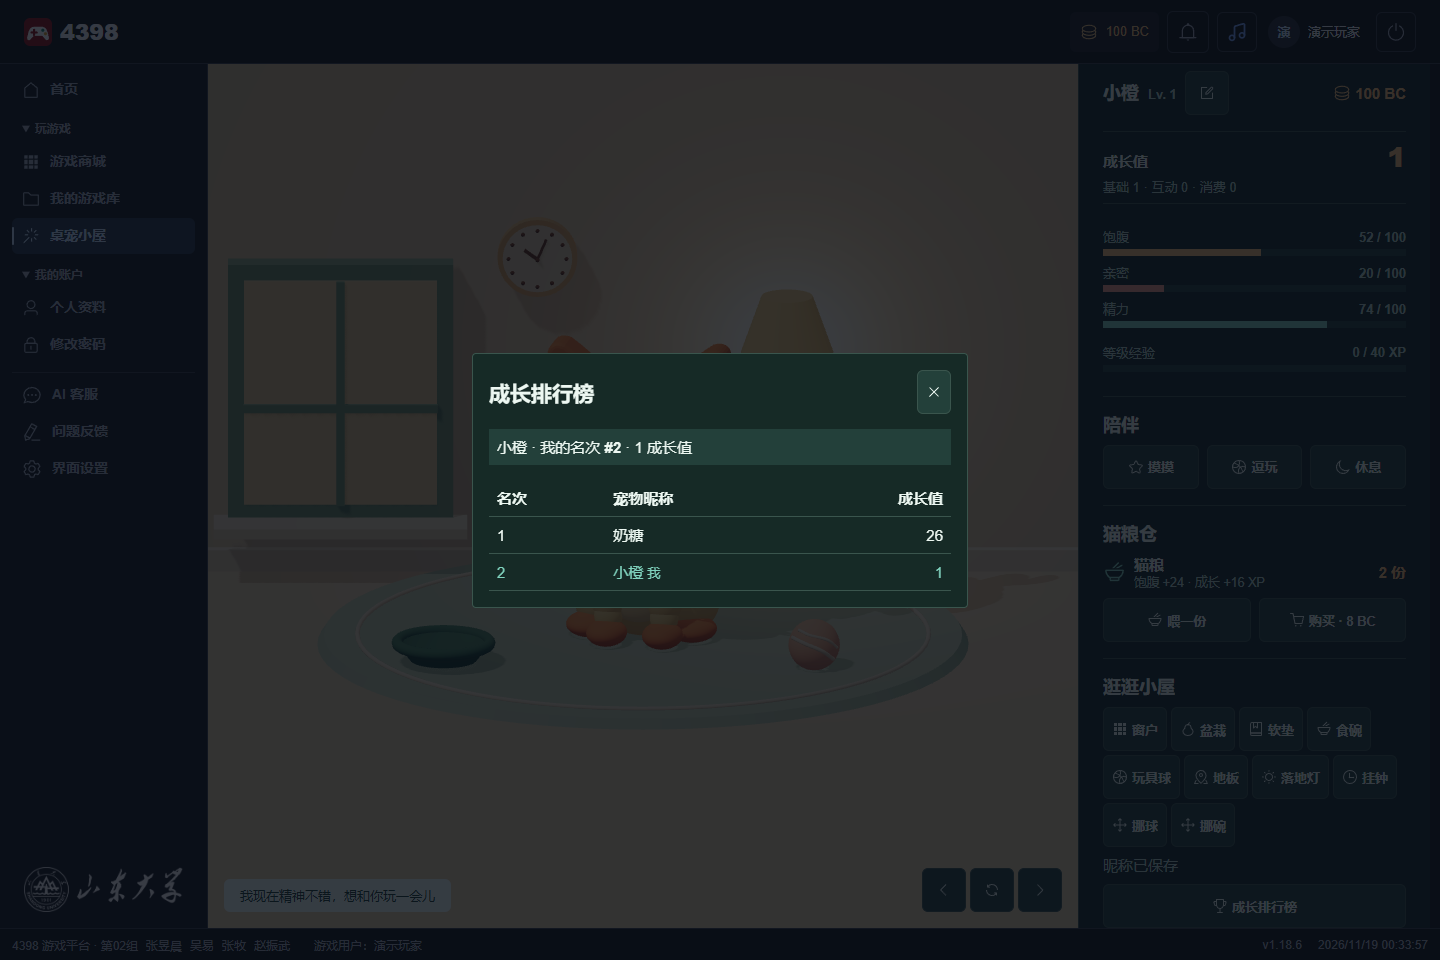 4398
100 BC
演
演示玩家
首页
玩游戏
游戏商城
我的游戏库
桌宠小屋
我的账户
个人资料
修改密码
AI 客服
问题反馈
界面设置
山东大学
小橙 Lv. 1
100 BC
成长值
1
基础 1 · 互动 0 · 消费 0
饱腹 52 / 100
亲密 20 / 100
精力 74 / 100
等级经验 0 / 40 XP
陪伴
摸摸 逗玩 休息
猫粮仓
猫粮
饱腹 +24 · 成长 +16 XP
2 份
喂一份 购买 · 8 BC
逛逛小屋
窗户 盆栽 软垫 食碗
玩具球 地板 落地灯 挂钟
挪球 挪碗
昵称已保存
成长排行榜
成长排行榜
小橙 · 我的名次 #2 · 1 成长值
名次 宠物昵称 成长值
1 奶糖 26
2 小橙 我 1
我现在精神不错，想和你玩一会儿
4398 游戏平台 · 第02组 张昱晨 吴易 张牧 赵振武 游戏用户：演示玩家
v1.18.6 2026/11/19 00:33:57